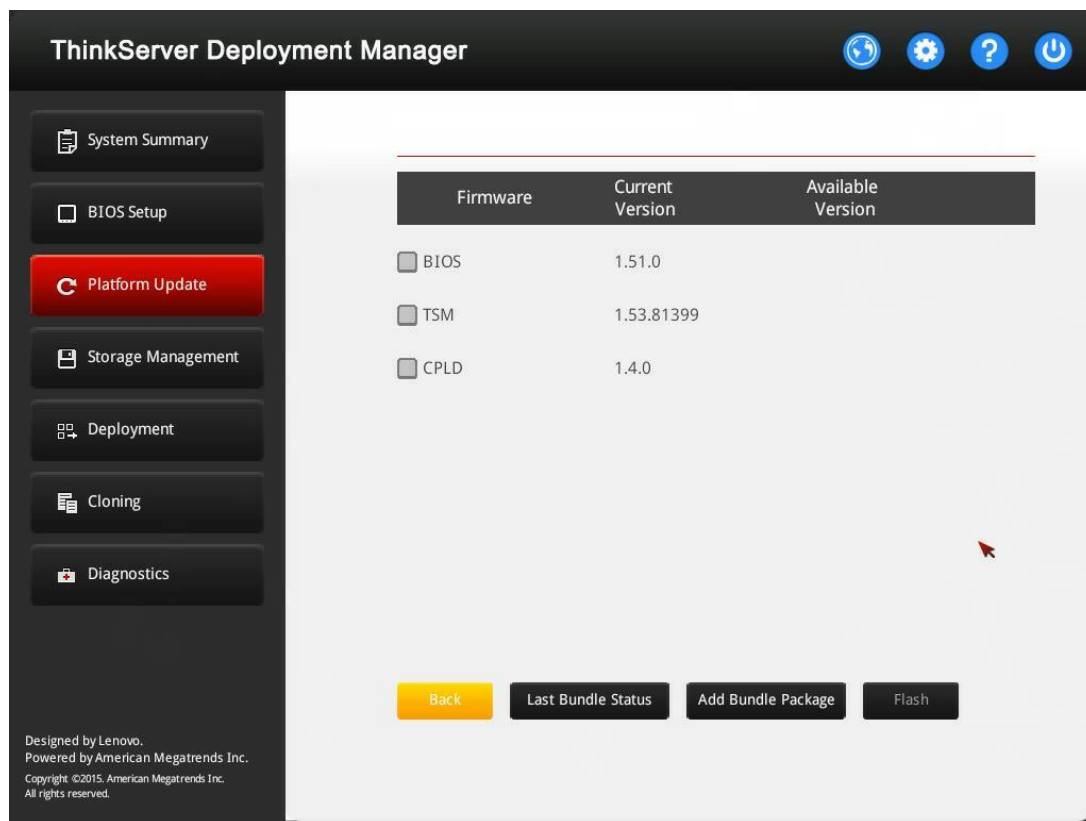 ThinkServer Deployment Manager
System Summary
BIOS Setup
Platform Update
Storage Management
Deployment
Cloning
Diagnostics
Designed by Lenovo.
Powered by American Megatrends Inc.
Copyright ©2015. American Megatrends Inc.
All rights reserved.
Firmware Current Version Available Version
BIOS 1.51.0
TSM 1.53.81399
CPLD 1.4.0
Back Last Bundle Status Add Bundle Package Flash